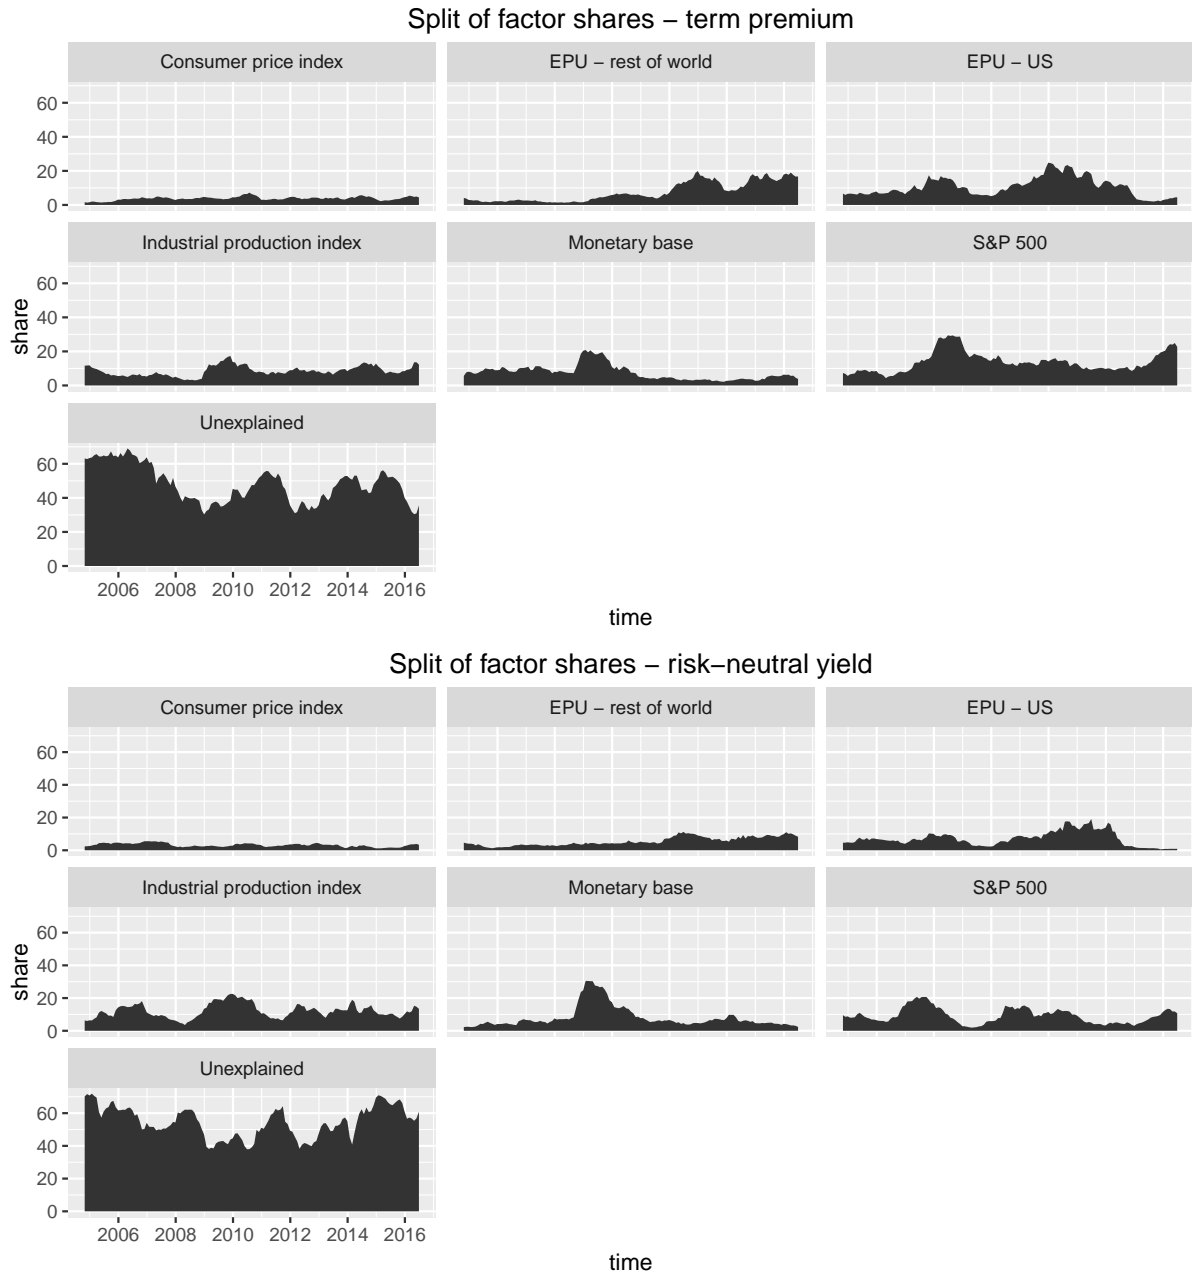 Split of factor shares – term premium
Consumer price index
EPU – rest of world
EPU – US
60
40
20
0
Industrial production index
Monetary base
S&P 500
60
40
20
0
share
Unexplained
60
40
20
0
2006 2008 2010 2012 2014 2016
time
Split of factor shares – risk–neutral yield
Consumer price index
EPU – rest of world
EPU – US
60
40
20
0
Industrial production index
Monetary base
S&P 500
60
40
20
0
share
Unexplained
60
40
20
0
2006 2008 2010 2012 2014 2016
time